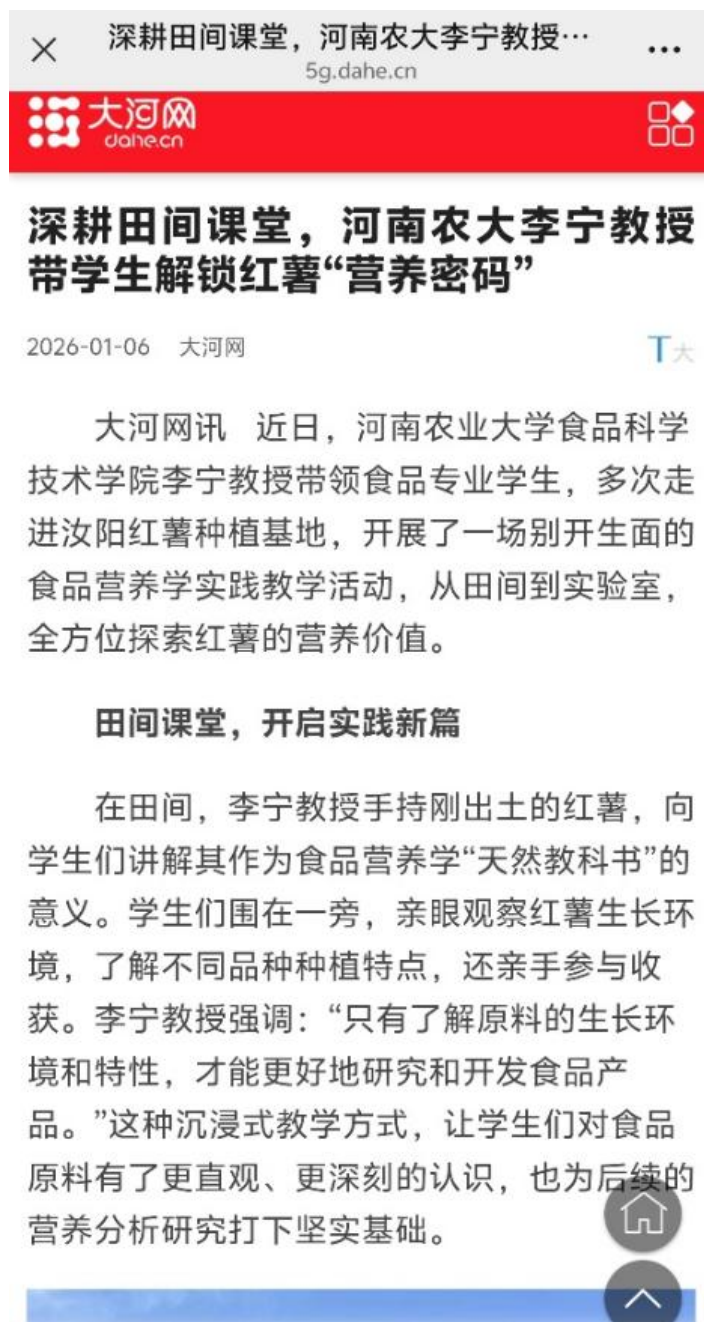 深耕田间课堂，河南农大李宁教授…
5g.dahe.cn
大河网
dahe.cn
深耕田间课堂，河南农大李宁教授
带学生解锁红薯“营养密码”
2026-01-06 大河网
T大
大河网讯 近日，河南农业大学食品科学
技术学院李宁教授带领食品专业学生，多次走
进汝阳红薯种植基地，开展了一场别开生面的
食品营养学实践教学活动，从田间到实验室，
全方位探索红薯的营养价值。
田间课堂，开启实践新篇
在田间，李宁教授手持刚出土的红薯，向
学生们讲解其作为食品营养学“天然教科书”的
意义。学生们围在一旁，亲眼观察红薯生长环
境，了解不同品种种植特点，还亲手参与收
获。李宁教授强调：“只有了解原料的生长环
境和特性，才能更好地研究和开发食品产
品。”这种沉浸式教学方式，让学生们对食品
原料有了更直观、更深刻的认识，也为后续的
营养分析研究打下坚实基础。